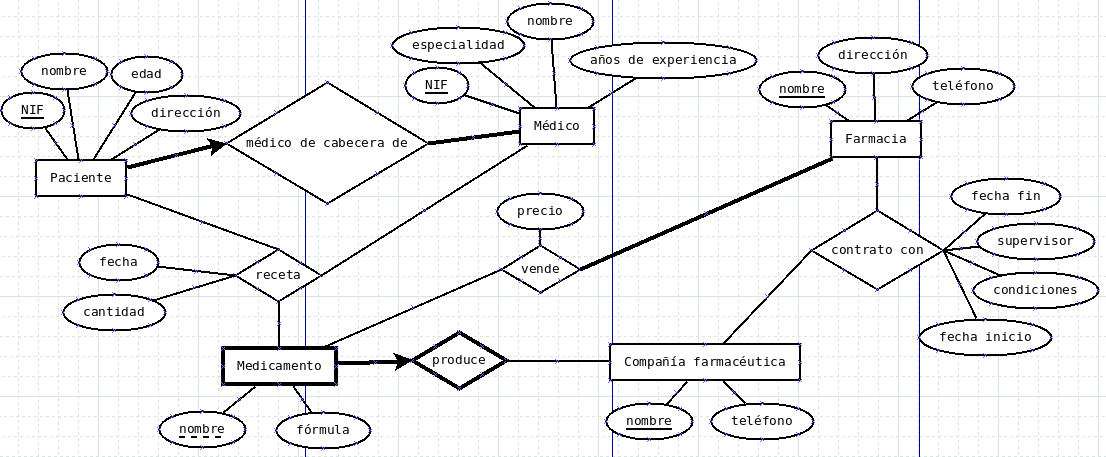 nombre
especialidad
años de experiencia
dirección
nombre
edad
NIF
nombre
teléfono
NIF
dirección
Médico
Farmacia
médico de cabecera de
Paciente
fecha fin
precio
supervisor
contrato con
fecha
receta
vende
condiciones
cantidad
fecha inicio
Medicamento
produce
Compañía farmacéutica
nombre
fórmula
nombre
teléfono